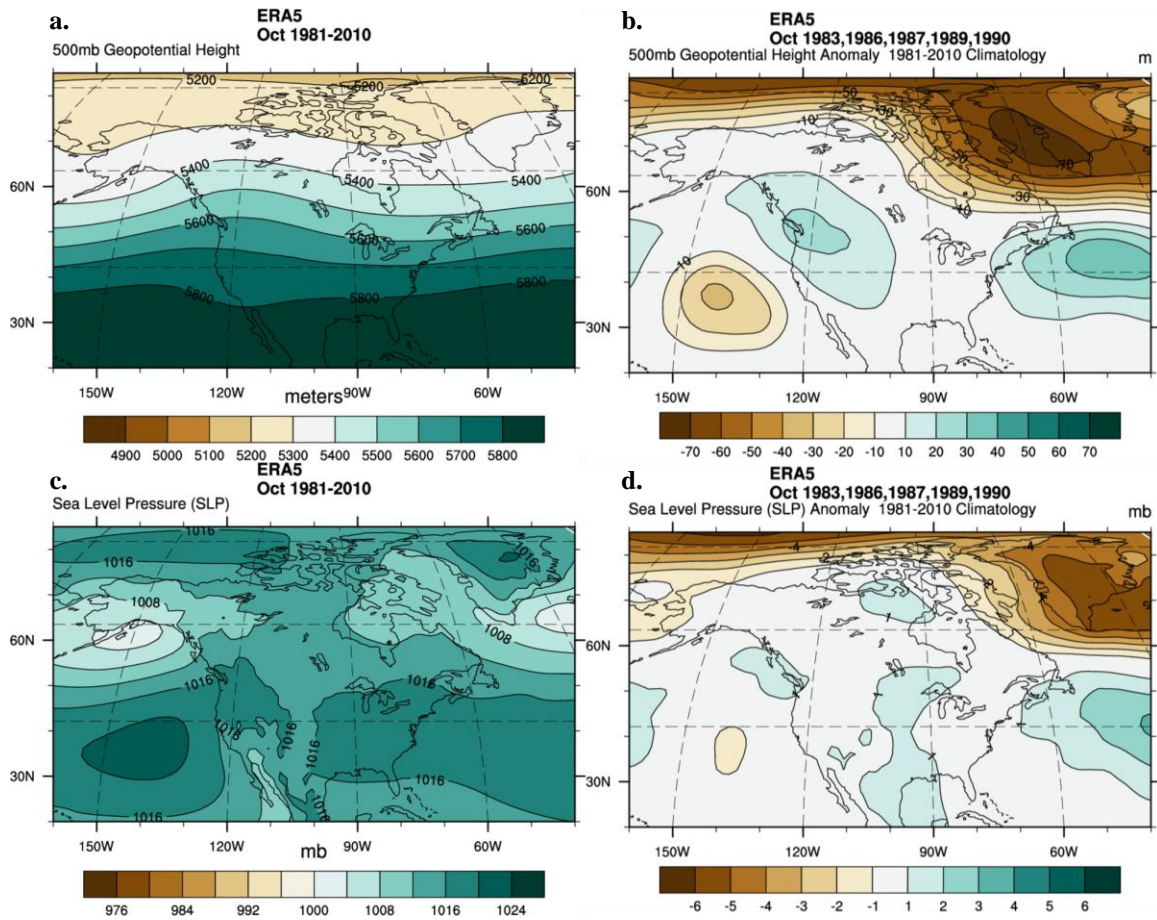 a.
ERA5
Oct 1981-2010
500mb Geopotential Height
5200
5200
5400
5400
5400
5600
5600
5600
5800
5800
5800
60N
30N
150W
120W
90W
60W
meters
4900 5000 5100 5200 5300 5400 5500 5600 5700 5800
b.
ERA5
Oct 1983,1986,1987,1989,1990
500mb Geopotential Height Anomaly 1981-2010 Climatology
m
-10
-30
-50
-70
-30
-10
-10
60N
30N
150W
120W
90W
60W
-70 -60 -50 -40 -30 -20 -10 10 20 30 40 50 60 70
c.
ERA5
Oct 1981-2010
Sea Level Pressure (SLP)
1016
1016
1016
1008
1008
1016
1016
1016
1016
1016
1016
60N
30N
150W
120W
90W
60W
mb
976 984 992 1000 1008 1016 1024
d.
ERA5
Oct 1983,1986,1987,1989,1990
Sea Level Pressure (SLP) Anomaly 1981-2010 Climatology
mb
-4
-2
1
60N
30N
150W
120W
90W
60W
-6 -5 -4 -3 -2 -1 1 2 3 4 5 6